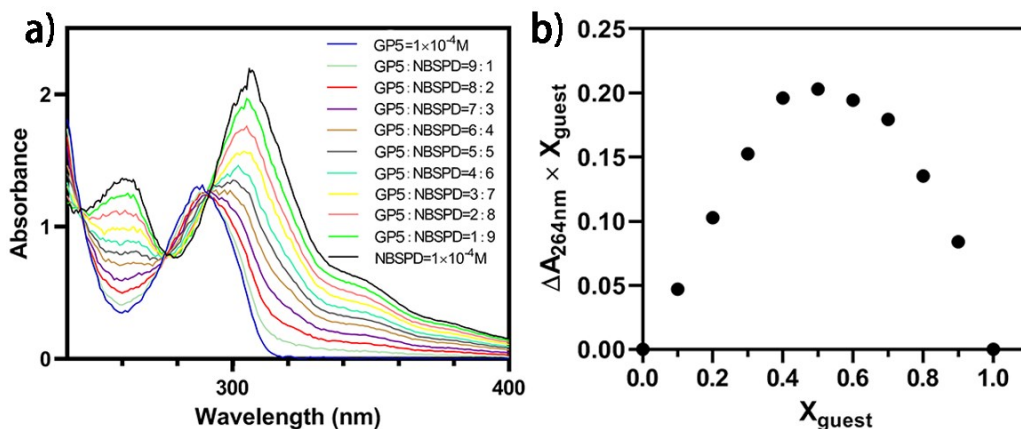 a)
Absorbance
2
1
0
300
400
Wavelength (nm)
GP5=1×10⁻⁴M
GP5:NBSPD=9:1
GP5:NBSPD=8:2
GP5:NBSPD=7:3
GP5:NBSPD=6:4
GP5:NBSPD=5:5
GP5:NBSPD=4:6
GP5:NBSPD=3:7
GP5:NBSPD=2:8
GP5:NBSPD=1:9
NBSPD=1×10⁻⁴M
b)
ΔA264nm × Xguest
0.25
0.20
0.15
0.10
0.05
0.00
0.0 0.2 0.4 0.6 0.8 1.0
Xguest